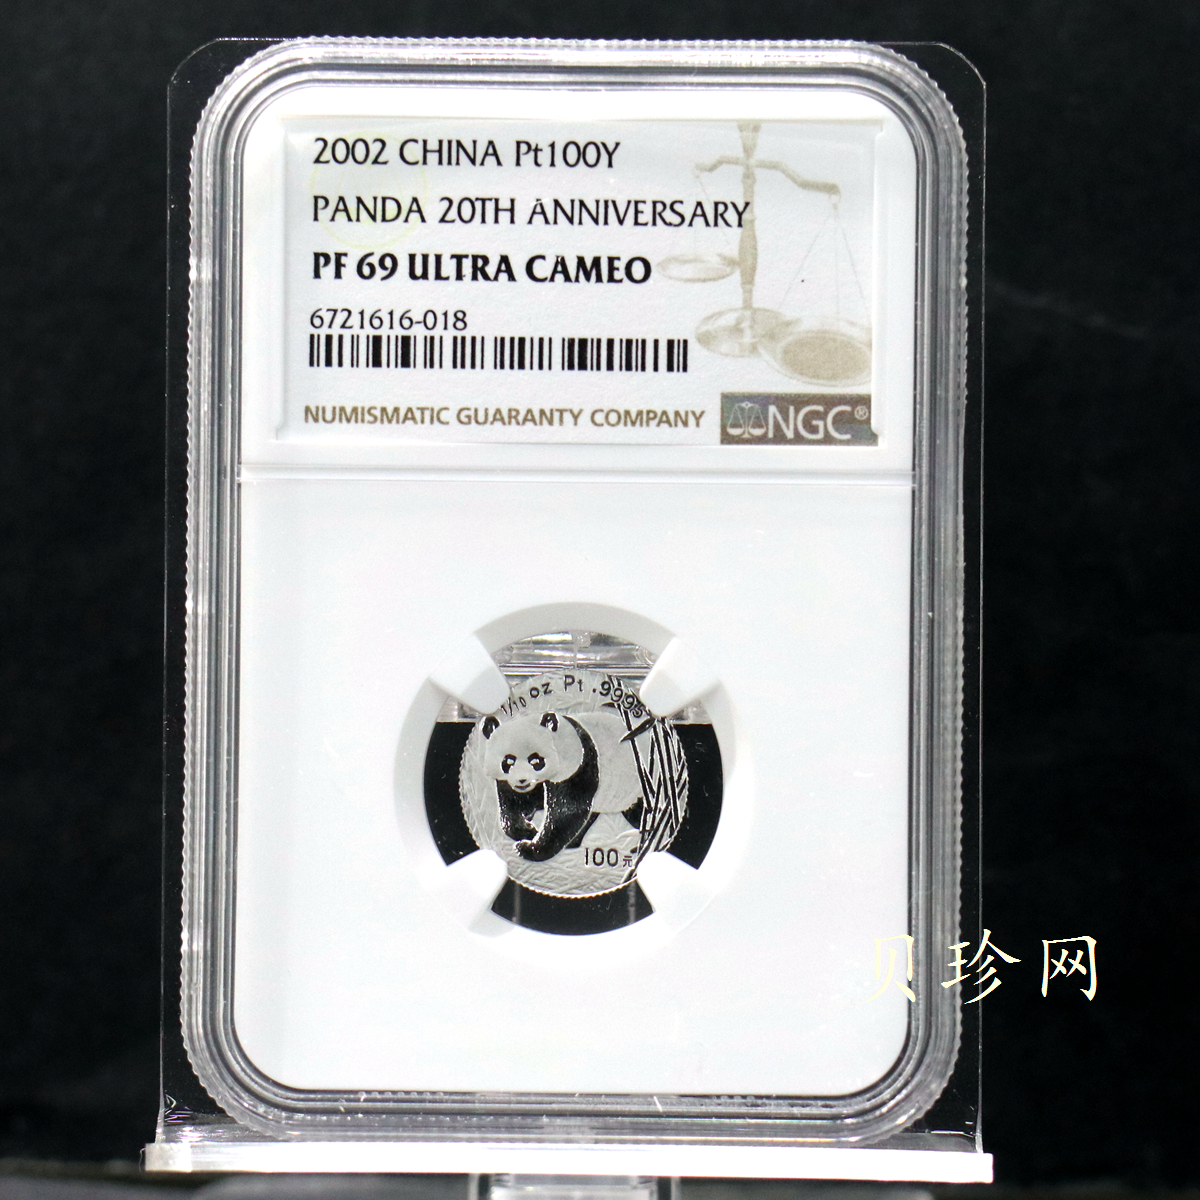 2002 CHINA Pt100Y
PANDA 20TH ANNIVERSARY
PF 69 ULTRA CAMEO
6721616-018
NUMISMATIC GUARANTY COMPANY
NGC®
1/10 oz Pt .9995
100元
贝珍网